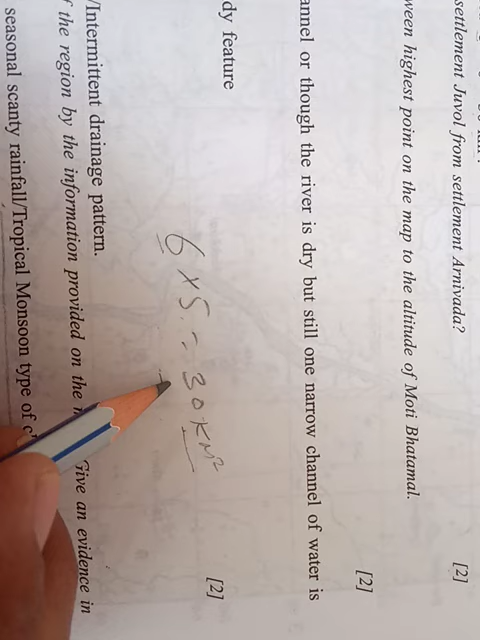 settlement Juvol from settlement Arnivada?
[2]
ween highest point on the map to the altitude of Moti Bhatamal.
[2]
annel or though the river is dry but still one narrow channel of water is
dy feature
[2]
6 x 5 = 30 KM²
/Intermittent drainage pattern.
f the region by the information provided on the Give an evidence in
seasonal scanty rainfall/Tropical Monsoon type of